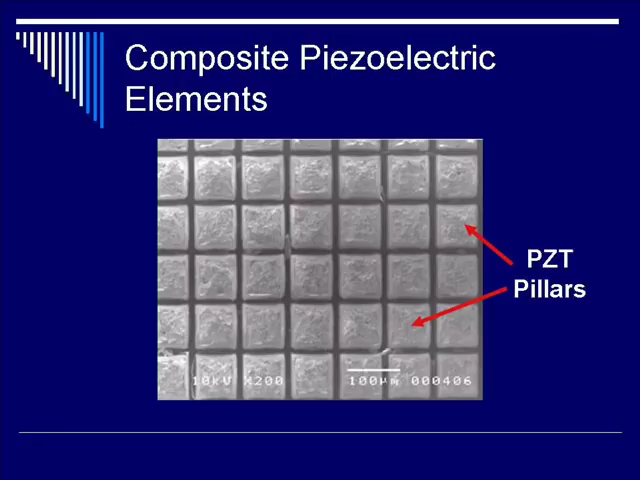 Composite Piezoelectric
Elements
PZT
Pillars
10kV X200 100μm 000406